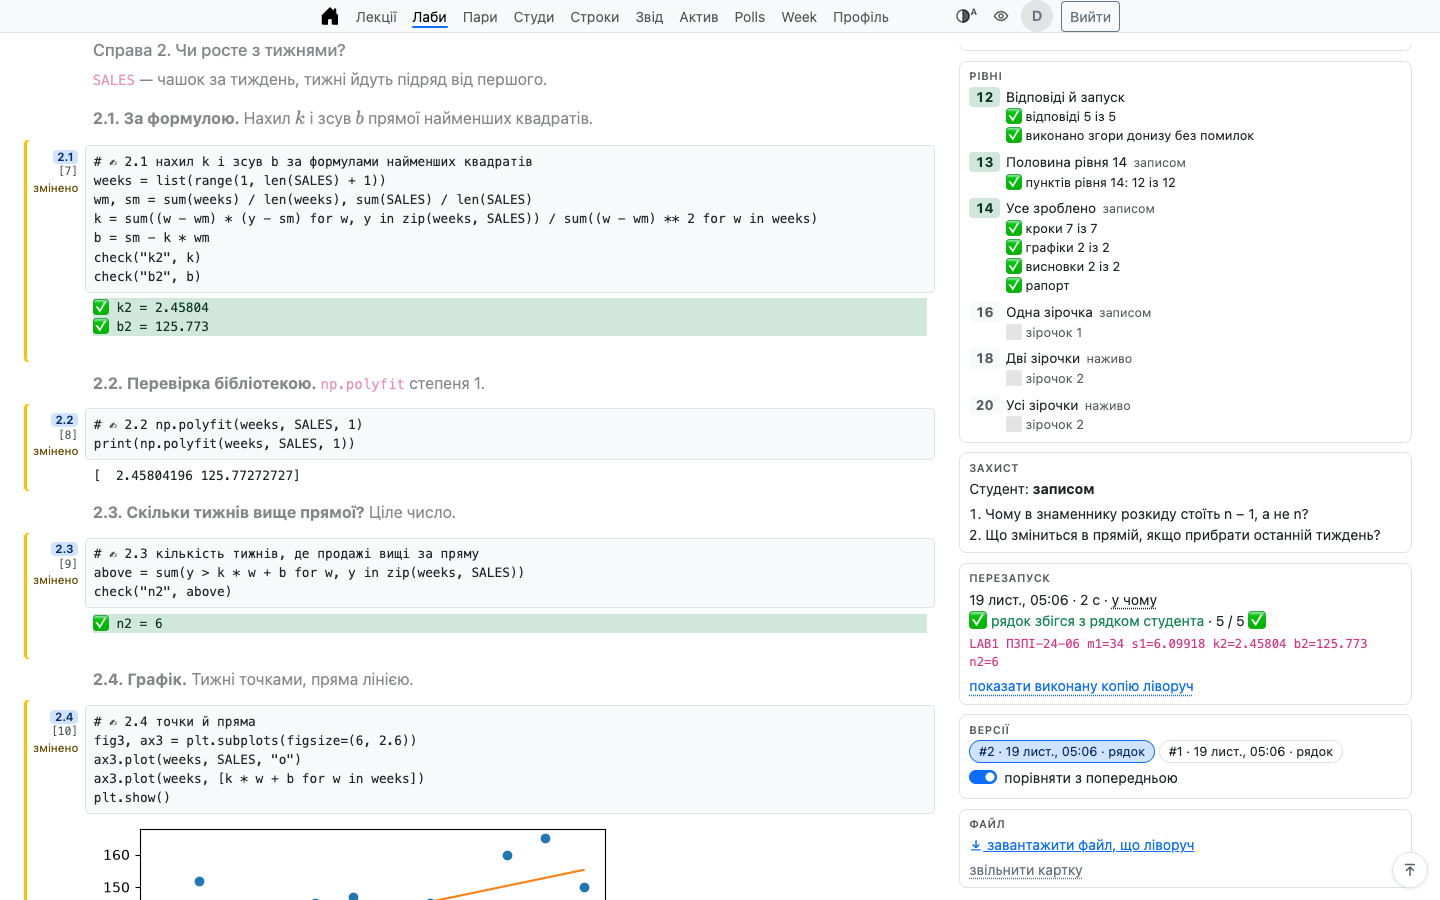 Лекції Лаби Пари Студи Строки Звід Актив Polls Week Профіль D Вийти
Справа 2. Чи росте з тижнями?
SALES — чашок за тиждень, тижні йдуть підряд від першого.
2.1. За формулою. Нахил k і зсув b прямої найменших квадратів.
2.1
[7]
змінено
# ✍ 2.1 нахил k і зсув b за формулами найменших квадратів
weeks = list(range(1, len(SALES) + 1))
wm, sm = sum(weeks) / len(weeks), sum(SALES) / len(SALES)
k = sum((w - wm) * (y - sm) for w, y in zip(weeks, SALES)) / sum((w - wm) ** 2 for w in weeks)
b = sm - k * wm
check("k2", k)
check("b2", b)
✅ k2 = 2.45804
✅ b2 = 125.773
2.2. Перевірка бібліотекою. np.polyfit степеня 1.
2.2
[8]
змінено
# ✍ 2.2 np.polyfit(weeks, SALES, 1)
print(np.polyfit(weeks, SALES, 1))
[  2.45804196 125.77272727]
2.3. Скільки тижнів вище прямої? Ціле число.
2.3
[9]
змінено
# ✍ 2.3 кількість тижнів, де продажі вищі за пряму
above = sum(y > k * w + b for w, y in zip(weeks, SALES))
check("n2", above)
✅ n2 = 6
2.4. Графік. Тижні точками, пряма лінією.
2.4
[10]
змінено
# ✍ 2.4 точки й пряма
fig3, ax3 = plt.subplots(figsize=(6, 2.6))
ax3.plot(weeks, SALES, "o")
ax3.plot(weeks, [k * w + b for w in weeks])
plt.show()
160
150
РІВНІ
12 Відповіді й запуск
✅ відповіді 5 із 5
✅ виконано згори донизу без помилок
13 Половина рівня 14 записом
✅ пунктів рівня 14: 12 із 12
14 Усе зроблено записом
✅ кроки 7 із 7
✅ графіки 2 із 2
✅ висновки 2 із 2
✅ рапорт
16 Одна зірочка записом
зірочок 1
18 Дві зірочки наживо
зірочок 2
20 Усі зірочки наживо
зірочок 2
ЗАХИСТ
Студент: записом
1. Чому в знаменнику розкиду стоїть n − 1, а не n?
2. Що зміниться в прямій, якщо прибрати останній тиждень?
ПЕРЕЗАПУСК
19 лист., 05:06 · 2 с · у чому
✅ рядок збігся з рядком студента · 5 / 5 ✅
LAB1 ПЗПІ-24-06 m1=34 s1=6.09918 k2=2.45804 b2=125.773
n2=6
показати виконану копію ліворуч
ВЕРСІЇ
#2 · 19 лист., 05:06 · рядок #1 · 19 лист., 05:06 · рядок
порівняти з попередньою
ФАЙЛ
завантажити файл, що ліворуч
звільнити картку